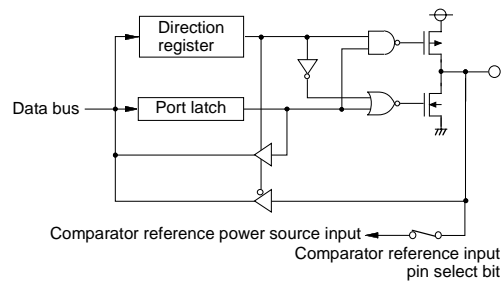 Direction
register
Data bus
Port latch
Comparator reference power source input
Comparator reference input
pin select bit